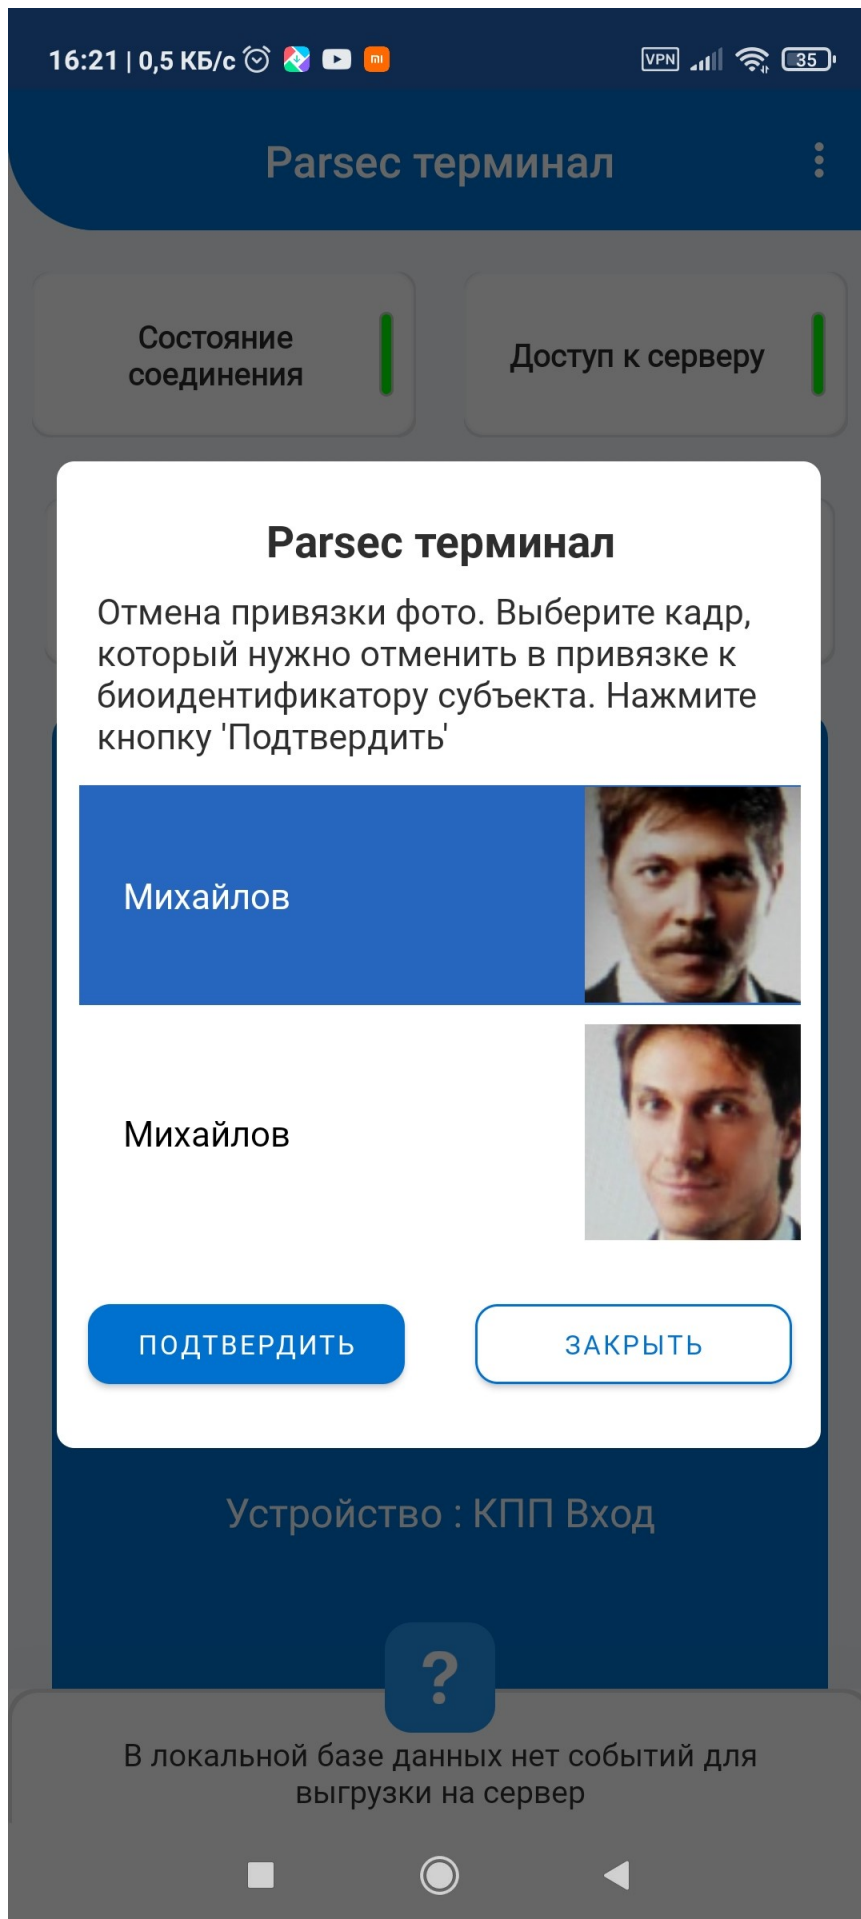 16:21 | 0,5 КБ/с
VPN
35
Parsec терминал
Состояние
соединения
Доступ к серверу
Parsec терминал
Отмена привязки фото. Выберите кадр,
который нужно отменить в привязке к
биоидентификатору субъекта. Нажмите
кнопку 'Подтвердить'
Михайлов
Михайлов
ПОДТВЕРДИТЬ
ЗАКРЫТЬ
Устройство : КПП Вход
?
В локальной базе данных нет событий для
выгрузки на сервер